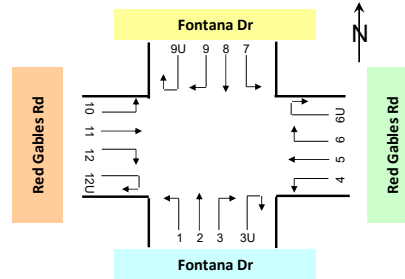 Fontana Dr
N
9U 9 8 7
Red Gables Rd
10
11
12
12U
6U
6
5
4
Red Gables Rd
1 2 3 3U
Fontana Dr